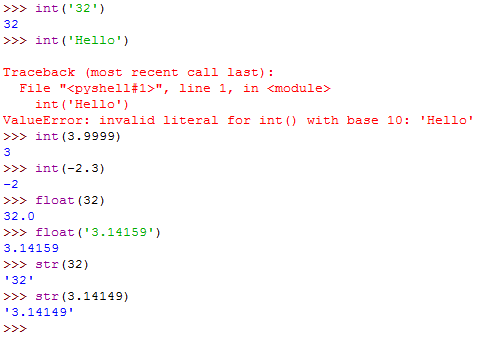 >>> int('32')
32
>>> int('Hello')
Traceback (most recent call last):
  File "<pyshell#1>", line 1, in <module>
    int('Hello')
ValueError: invalid literal for int() with base 10: 'Hello'
>>> int(3.9999)
3
>>> int(-2.3)
-2
>>> float(32)
32.0
>>> float('3.14159')
3.14159
>>> str(32)
'32'
>>> str(3.14149)
'3.14149'
>>>